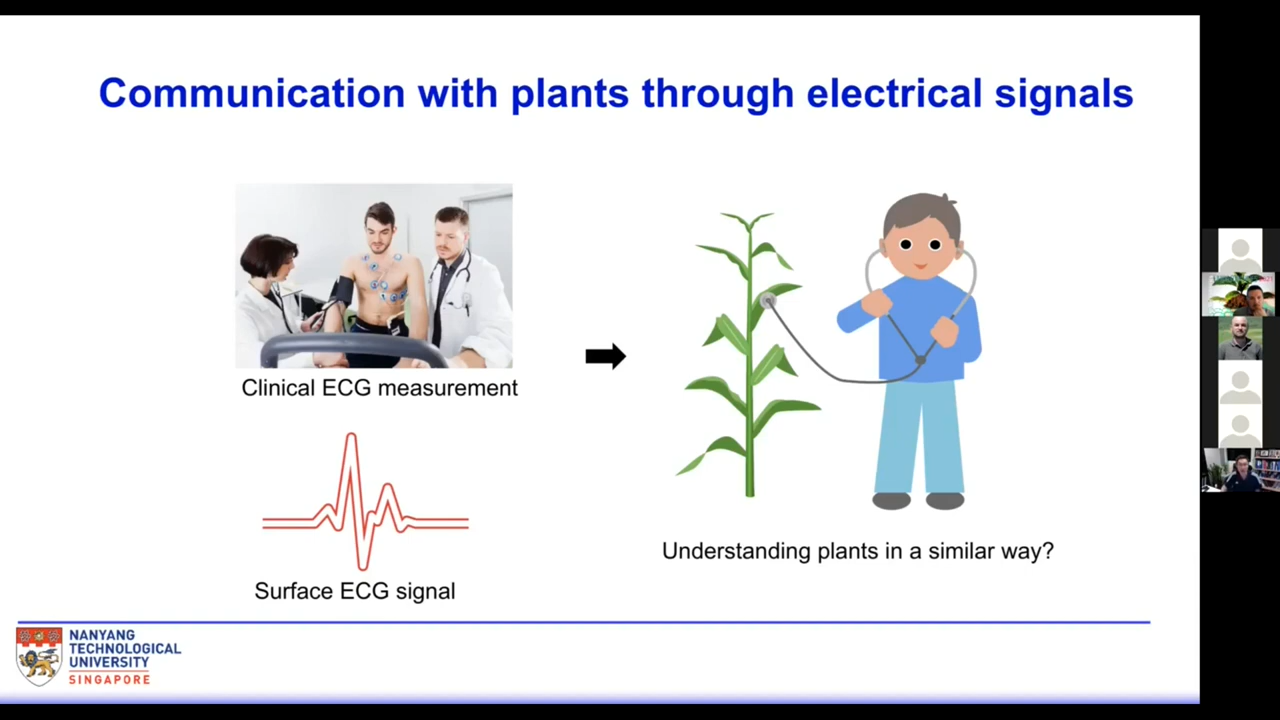 Communication with plants through electrical signals
Clinical ECG measurement
Surface ECG signal
Understanding plants in a similar way?
NANYANG
TECHNOLOGICAL
UNIVERSITY
SINGAPORE